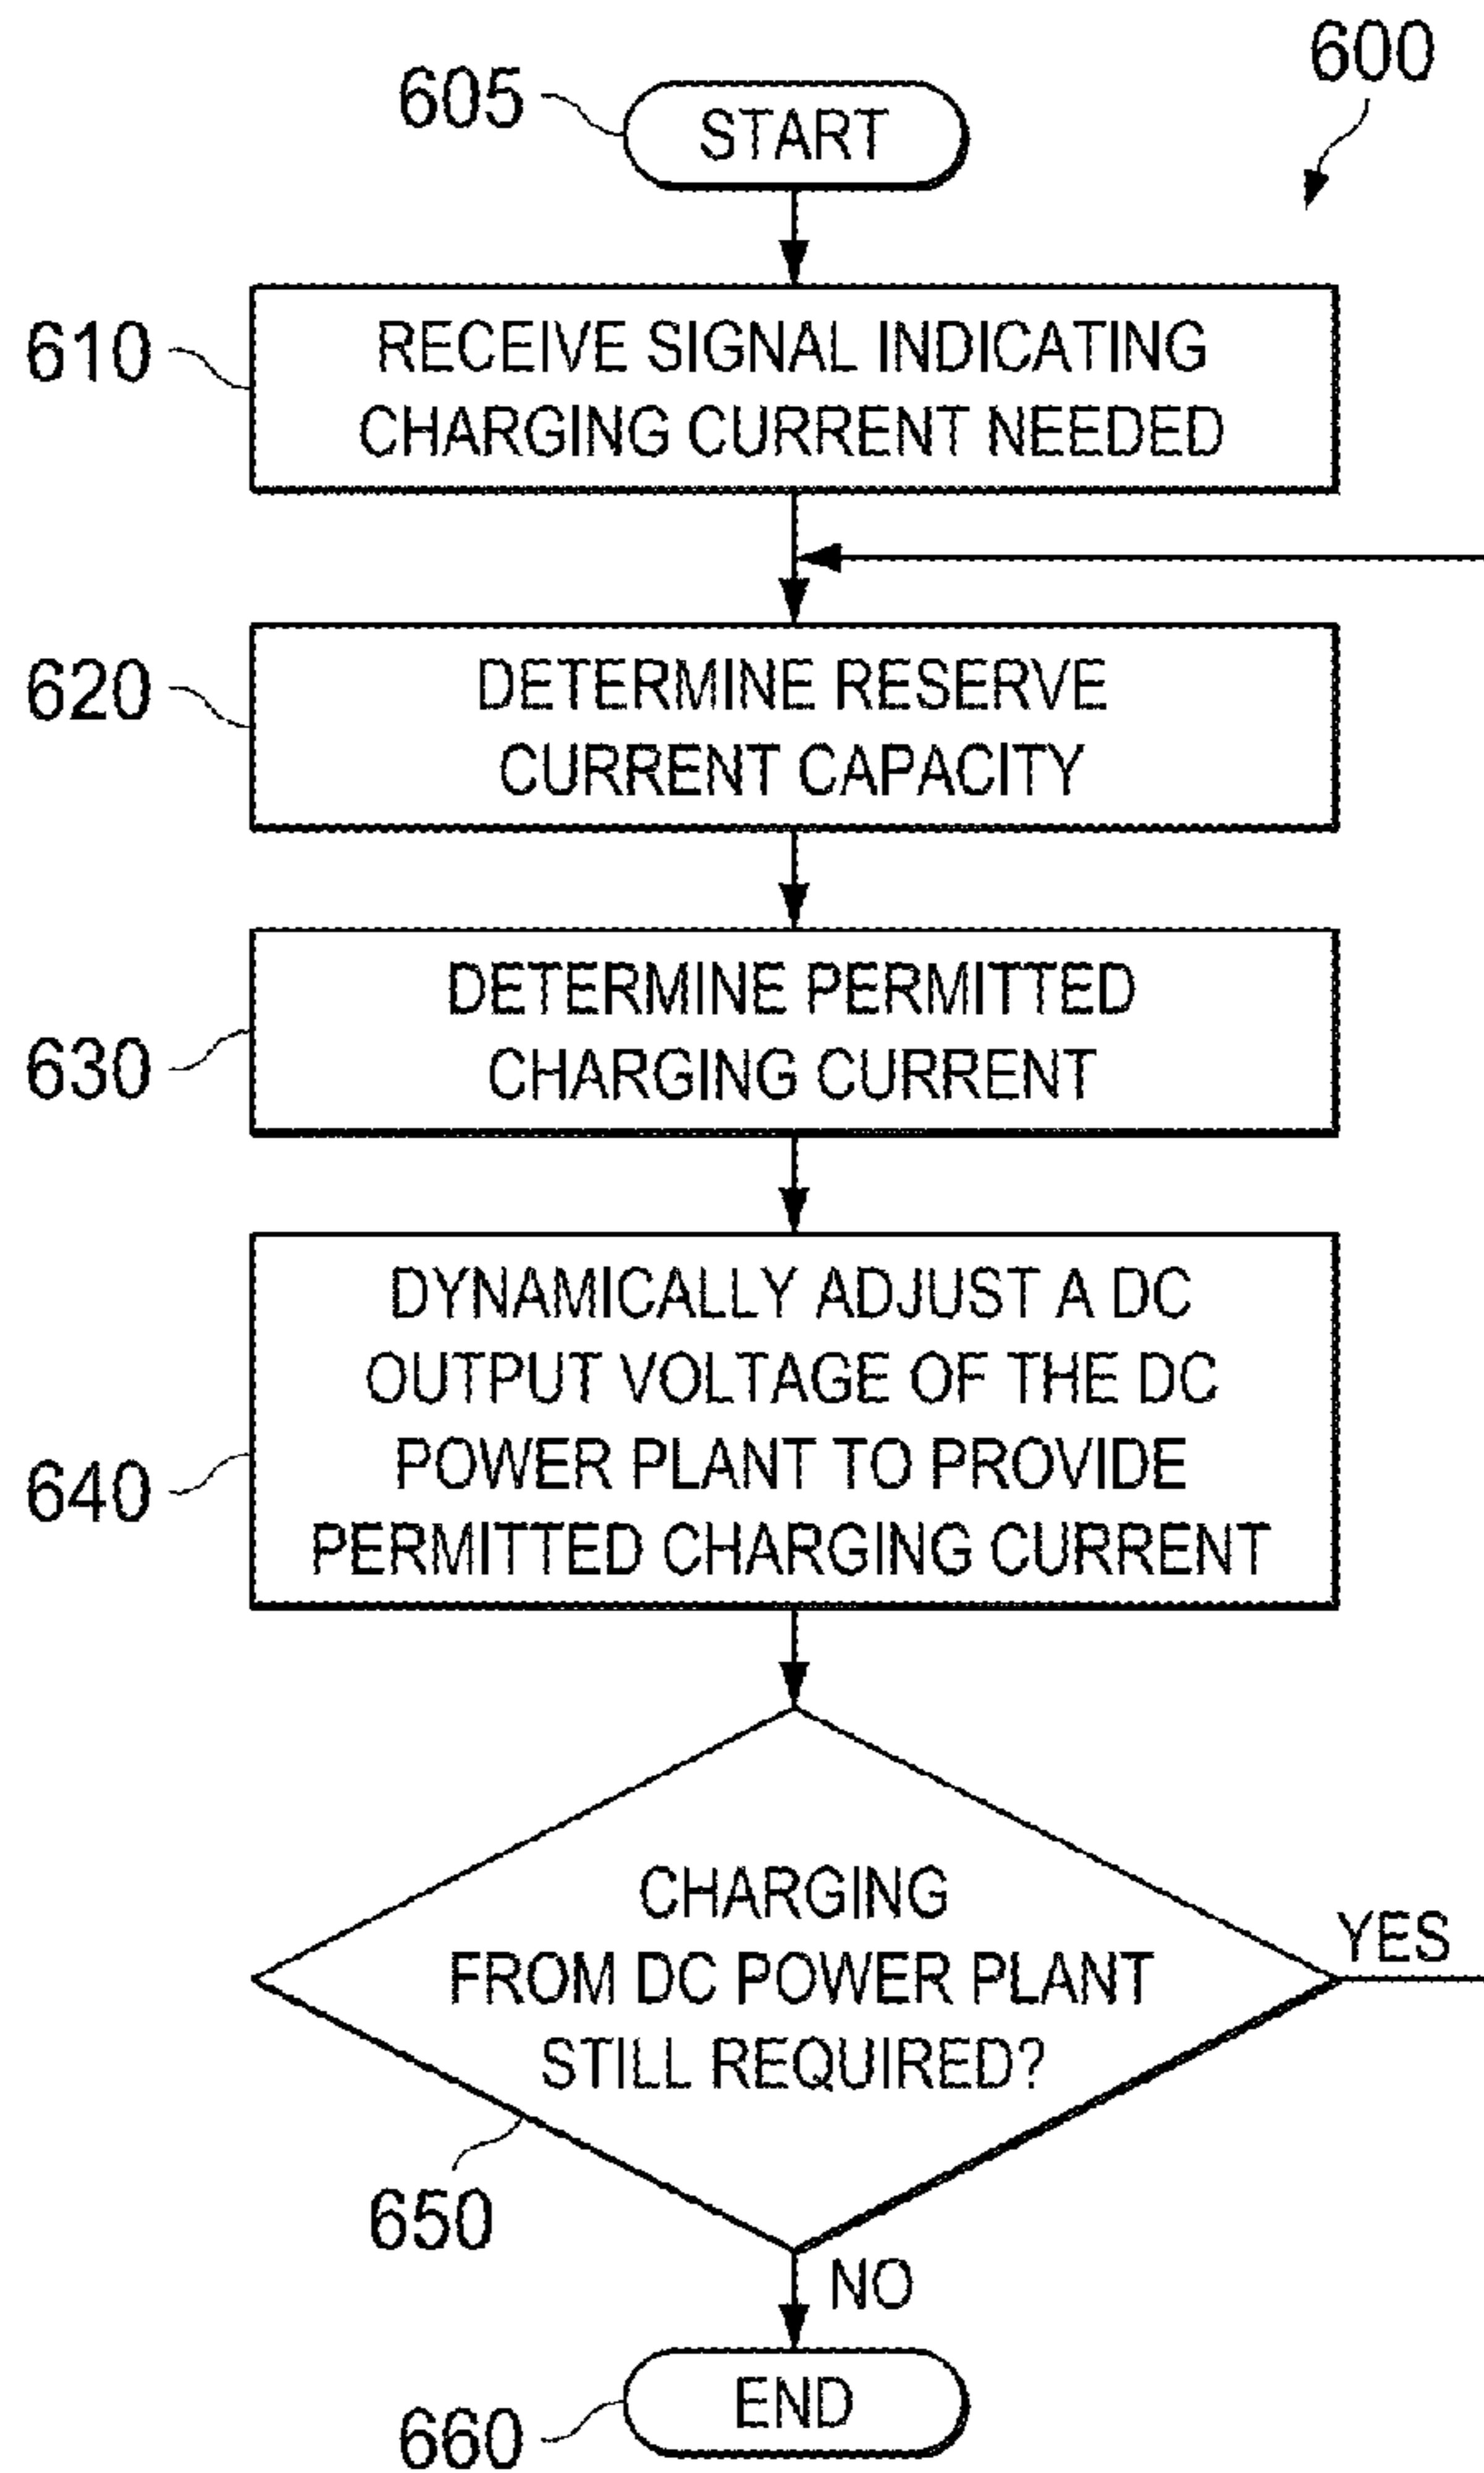 600
605
START
610
RECEIVE SIGNAL INDICATING
CHARGING CURRENT NEEDED
620
DETERMINE RESERVE
CURRENT CAPACITY
630
DETERMINE PERMITTED
CHARGING CURRENT
640
DYNAMICALLY ADJUST A DC
OUTPUT VOLTAGE OF THE DC
POWER PLANT TO PROVIDE
PERMITTED CHARGING CURRENT
CHARGING
FROM DC POWER PLANT
STILL REQUIRED?
YES
650
NO
660
END